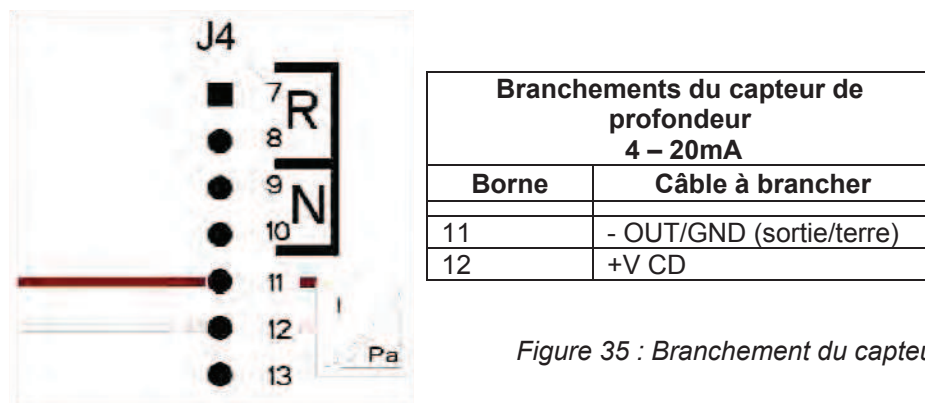 J4
7
R
8
9
N
10
11
I
12
Pa
13
Branchements du capteur de
profondeur
4 – 20mA
Borne Câble à brancher
11 - OUT/GND (sortie/terre)
12 +V CD
Figure 35 : Branchement du capteu